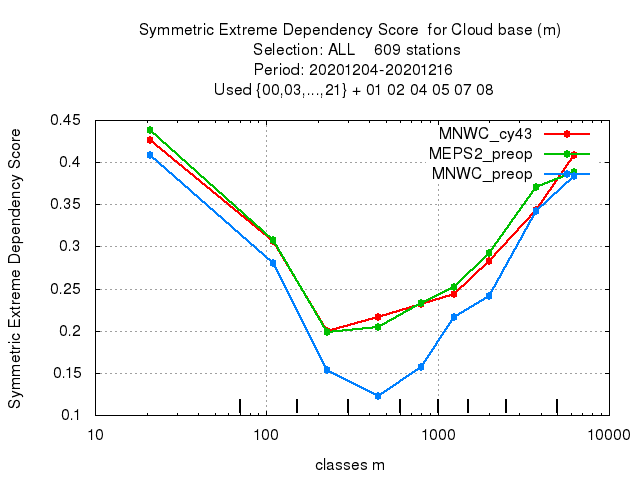 Symmetric Extreme Dependency Score  for Cloud base (m)
Selection: ALL    609 stations
Period: 20201204-20201216
Used {00,03,...,21} + 01 02 04 05 07 08
MNWC_cy43
MEPS2_preop
MNWC_preop
Symmetric Extreme Dependency Score
0.45
0.4
0.35
0.3
0.25
0.2
0.15
0.1
10
100
1000
10000
classes m